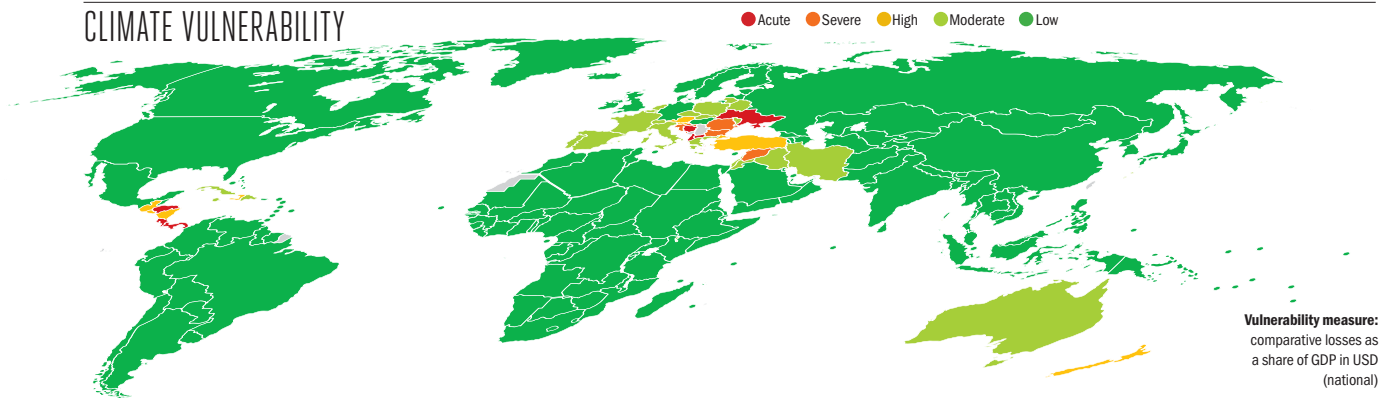 CLIMATE VULNERABILITY
Acute Severe High Moderate Low
Vulnerability measure:
comparative losses as
a share of GDP in USD
(national)